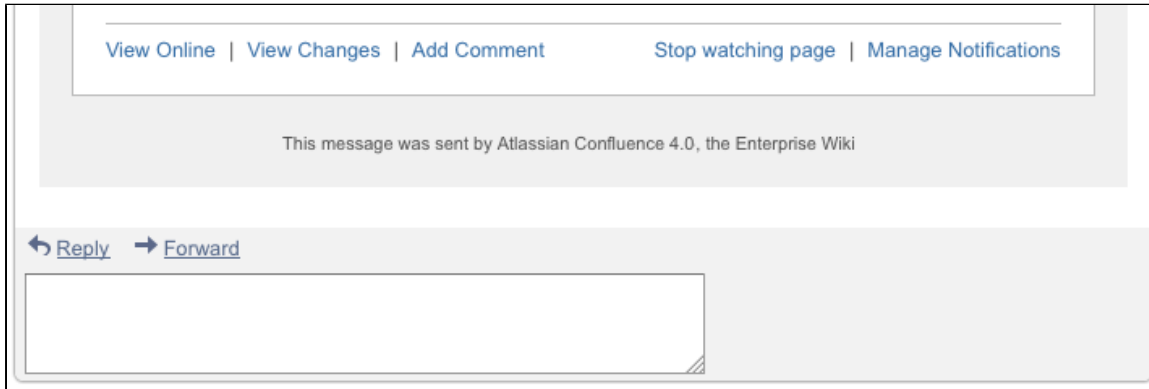 View Online | View Changes | Add Comment Stop watching page | Manage Notifications
This message was sent by Atlassian Confluence 4.0, the Enterprise Wiki
Reply Forward